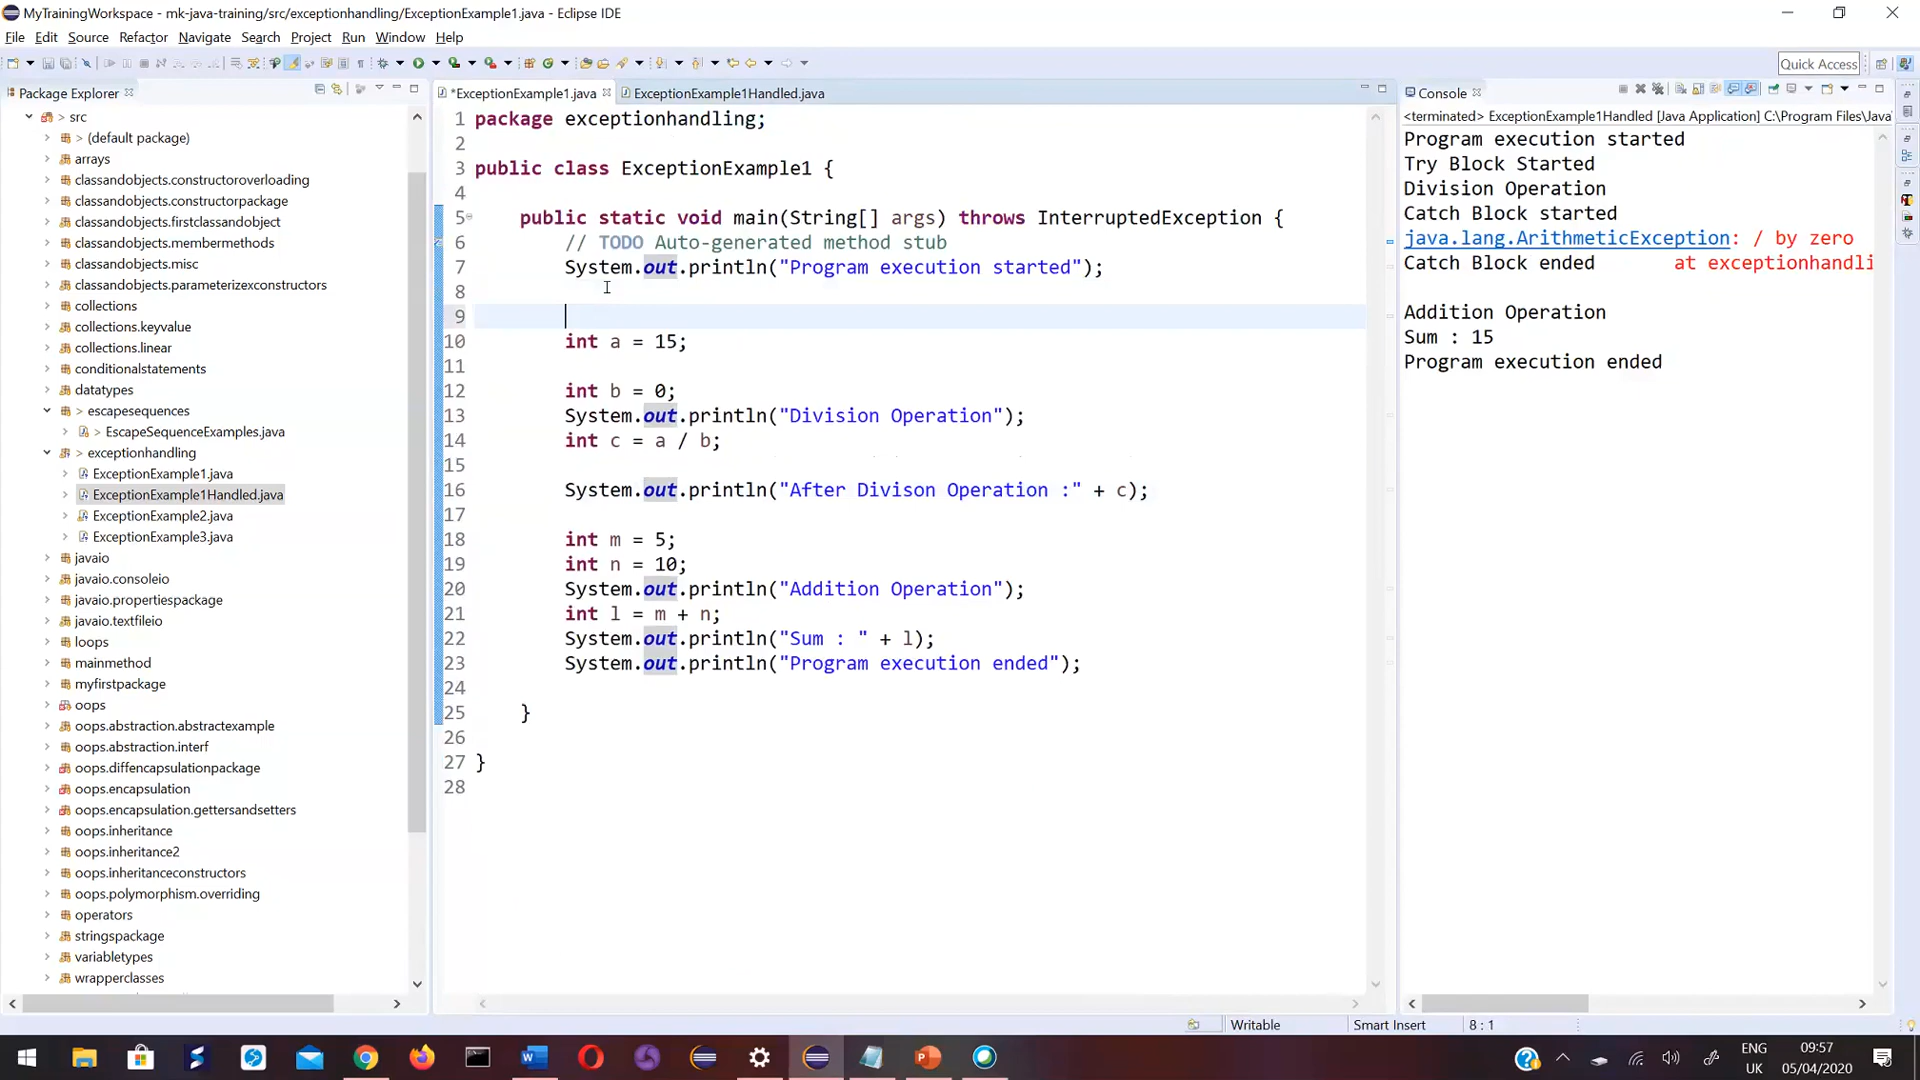 MyTrainingWorkspace - mk-java-training/src/exceptionhandling/ExceptionExample1.java - Eclipse IDE
File Edit Source Refactor Navigate Search Project Run Window Help
Quick Access
Package Explorer
> src
> (default package)
arrays
classandobjects.constructoroverloading
classandobjects.constructorpackage
classandobjects.firstclassandobject
classandobjects.membermethods
classandobjects.misc
classandobjects.parameterizexconstructors
collections
collections.keyvalue
collections.linear
conditionalstatements
datatypes
> escapesequences
> EscapeSequenceExamples.java
> exceptionhandling
ExceptionExample1.java
ExceptionExample1Handled.java
ExceptionExample2.java
ExceptionExample3.java
javaio
javaio.consoleio
javaio.propertiespackage
javaio.textfileio
loops
mainmethod
myfirstpackage
oops
oops.abstraction.abstractexample
oops.abstraction.interf
oops.diffencapsulationpackage
oops.encapsulation
oops.encapsulation.gettersandsetters
oops.inheritance
oops.inheritance2
oops.inheritanceconstructors
oops.polymorphism.overriding
operators
stringspackage
variabletypes
wrapperclasses
*ExceptionExample1.java ExceptionExample1Handled.java
1 package exceptionhandling;
2
3 public class ExceptionExample1 {
4
5 public static void main(String[] args) throws InterruptedException {
6 // TODO Auto-generated method stub
7 System.out.println("Program execution started");
8
9
10 int a = 15;
11
12 int b = 0;
13 System.out.println("Division Operation");
14 int c = a / b;
15
16 System.out.println("After Divison Operation :" + c);
17
18 int m = 5;
19 int n = 10;
20 System.out.println("Addition Operation");
21 int l = m + n;
22 System.out.println("Sum : " + l);
23 System.out.println("Program execution ended");
24
25 }
26
27 }
28
Console
<terminated> ExceptionExample1Handled [Java Application] C:\Program Files\Java
Program execution started
Try Block Started
Division Operation
Catch Block started
java.lang.ArithmeticException: / by zero
Catch Block ended at exceptionhandli
Addition Operation
Sum : 15
Program execution ended
Writable Smart Insert 8 : 1
ENG
UK
09:57
05/04/2020